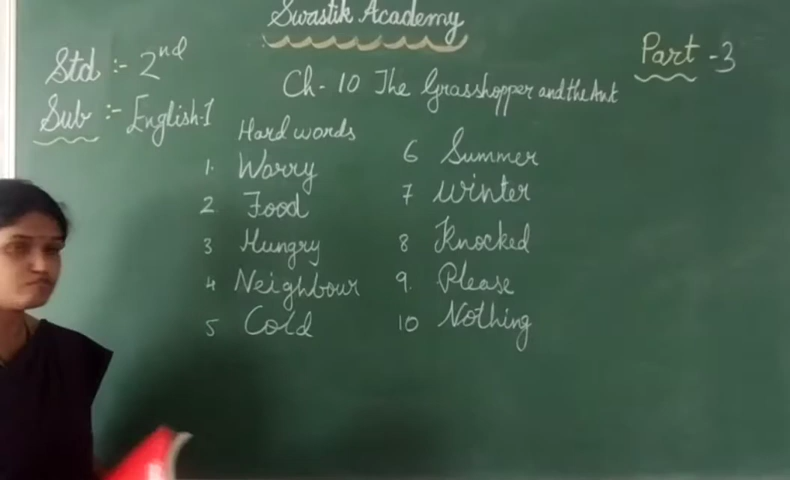 Swastik Academy
Std :- 2nd
Part - 3
Ch- 10 The Grasshopper and the Ant
Sub :- English-1
Hard words
1. Worry
2. Food
3 Hungry
4 Neighbour
5 Cold
6 Summer
7 Winter
8 Knocked
9. Please
10 Nothing